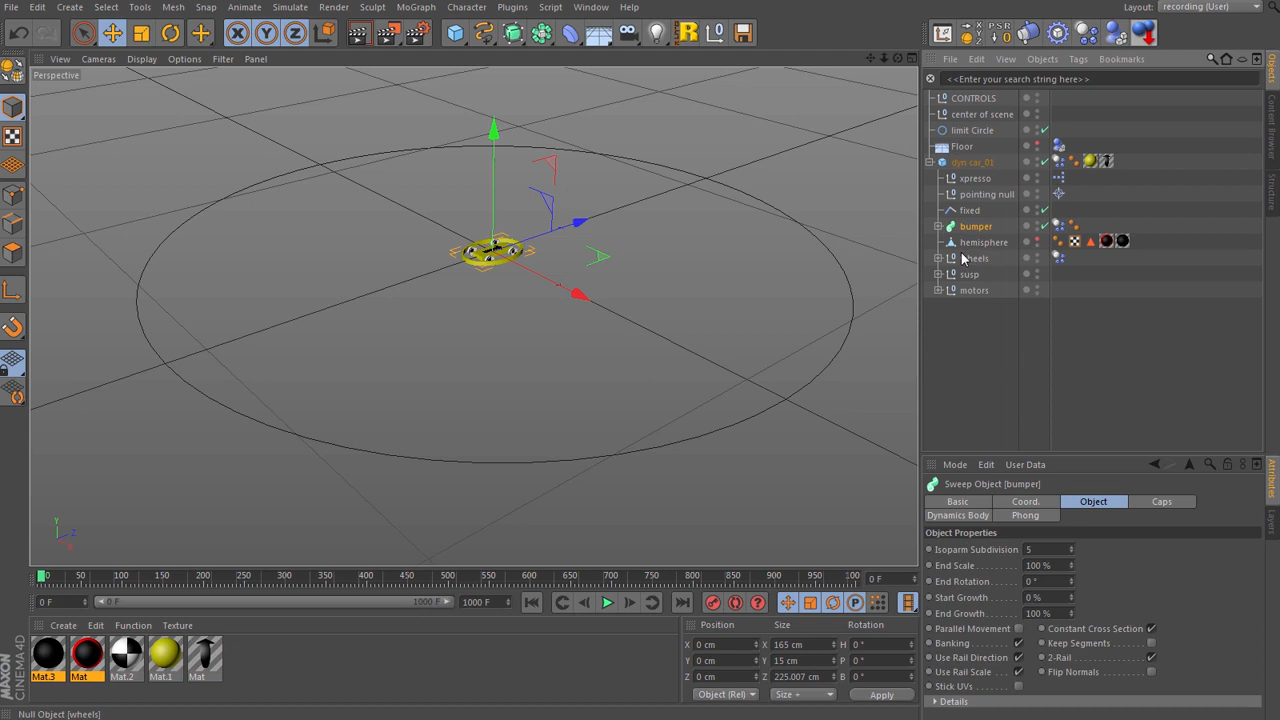 File Edit Create Select Tools Mesh Snap Animate Simulate Render Sculpt MoGraph Character Plugins Script Window Help Layout: recording (User)
View Cameras Display Options Filter Panel
Perspective
File Edit View Objects Tags Bookmarks
<<Enter your search string here>>
CONTROLS
center of scene
limit Circle
Floor
dyn car_01
xpresso
pointing null
fixed
bumper
hemisphere
wheels
susp
motors
Objects
Content Browser
Structure
Attributes
Layers
Mode Edit User Data
Sweep Object [bumper]
Basic Coord. Object Caps
Dynamics Body Phong
Object Properties
Isoparm Subdivision 5
End Scale 100 %
End Rotation 0 °
Start Growth 0 %
End Growth 100 %
Parallel Movement Constant Cross Section
Banking Keep Segments
Use Rail Direction 2-Rail
Use Rail Scale Flip Normals
Stick UVs
Details
Y Z X
0 50 100 150 200 250 300 350 400 450 500 550 600 650 700 750 800 850 900 950 100 0 F
0 F 0 F 1000 F 1000 F
Create Edit Function Texture
Mat.3 Mat Mat.2 Mat.1 Mat
Position Size Rotation
X 0 cm X 165 cm H 0 °
Y 0 cm Y 15 cm P 0 °
Z 0 cm Z 225.007 cm B 0 °
Object (Rel) Size + Apply
MAXON CINEMA 4D
Null Object [wheels]